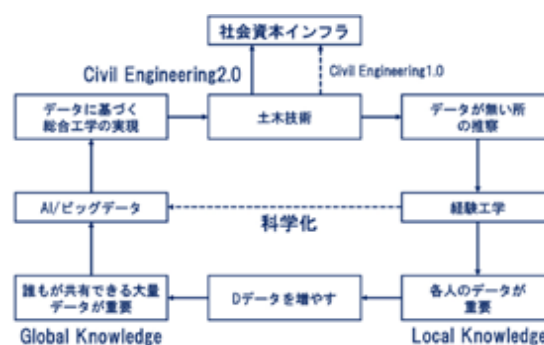 社会資本インフラ
Civil Engineering2.0
Civil Engineering1.0
データに基づく
総合工学の実現
土木技術
データが無い所
の推察
AI/ビッグデータ
科学化
経験工学
誰もが共有できる大量
データが重要
Dデータを増やす
各人のデータが
重要
Global Knowledge
Local Knowledge